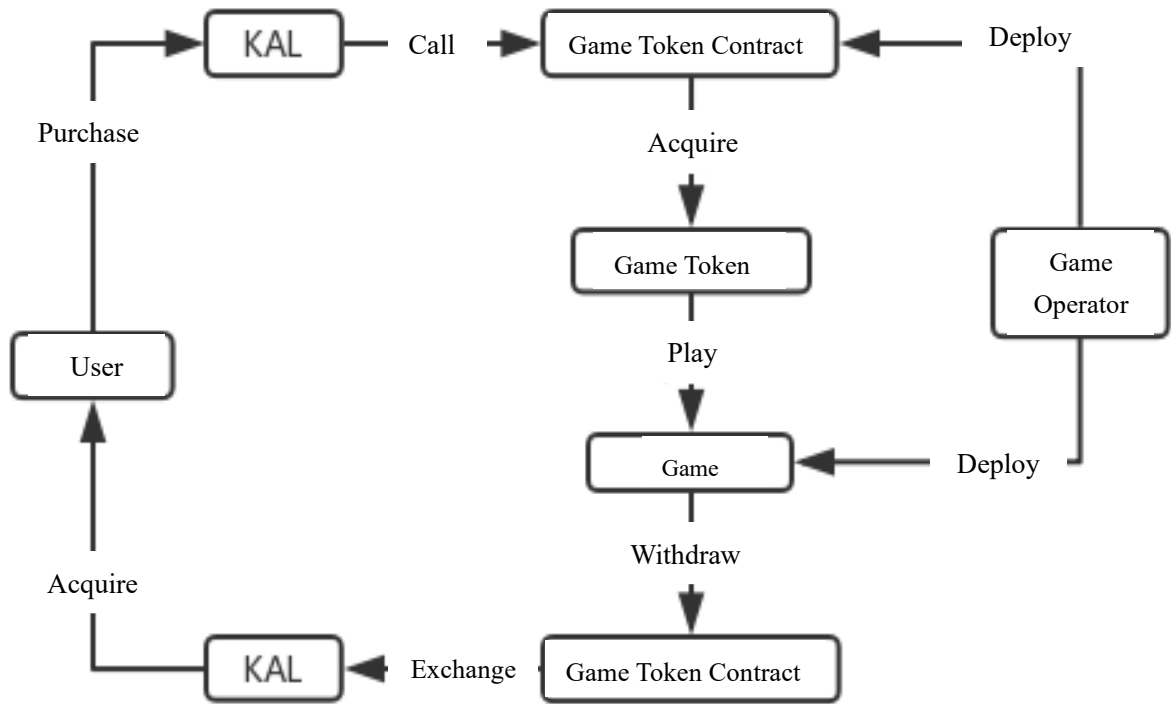 KAL
Call
Game Token Contract
Deploy
Purchase
Acquire
Game Token
Game
Operator
Play
User
Game
Deploy
Withdraw
Acquire
KAL
Exchange
Game Token Contract